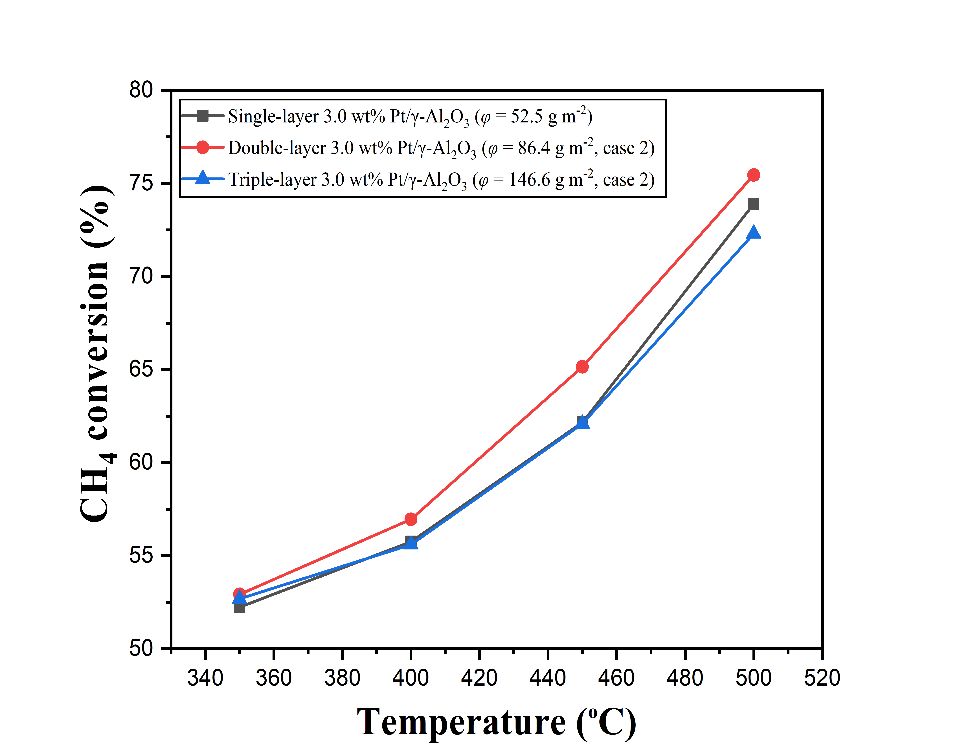 80
75
70
65
60
55
50
CH₄ conversion (%)
Single-layer 3.0 wt% Pt/γ-Al₂O₃ (φ = 52.5 g m⁻²)
Double-layer 3.0 wt% Pt/γ-Al₂O₃ (φ = 86.4 g m⁻², case 2)
Triple-layer 3.0 wt% Pt/γ-Al₂O₃ (φ = 146.6 g m⁻², case 2)
340 360 380 400 420 440 460 480 500 520
Temperature (ºC)